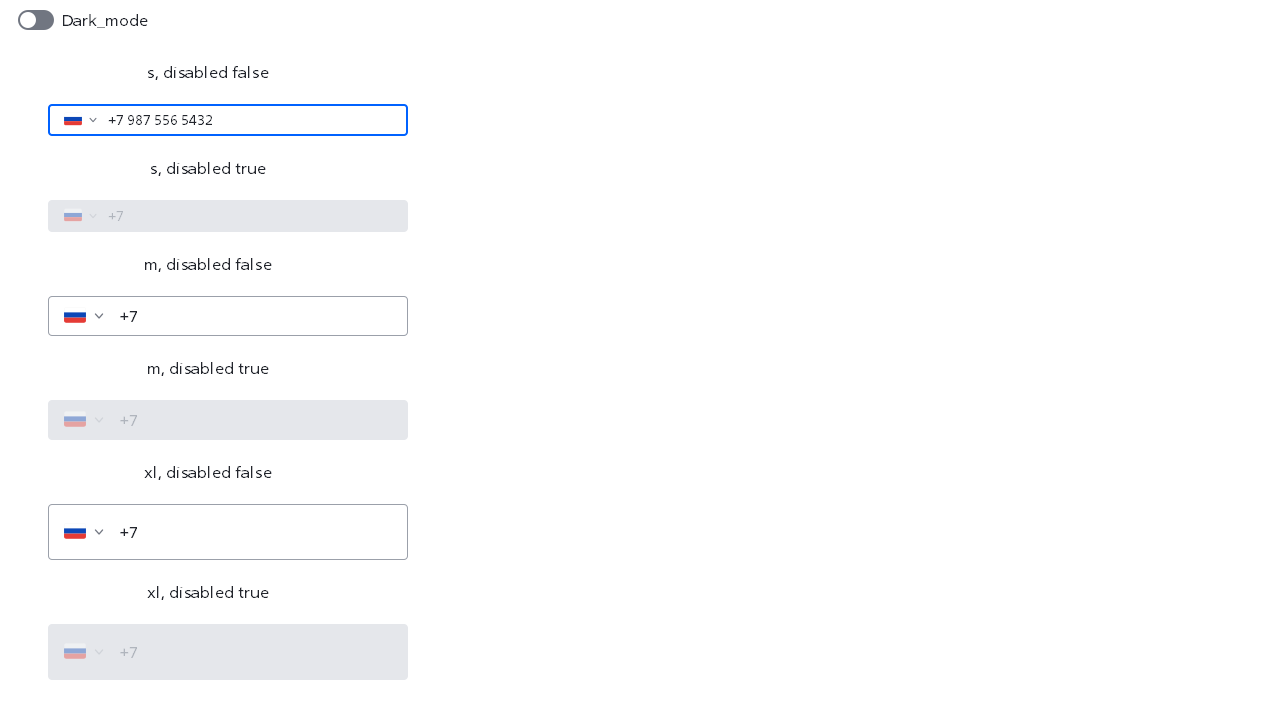 Dark_mode
s, disabled false
+7 987 556 5432
s, disabled true
+7
m, disabled false
+7
m, disabled true
+7
xl, disabled false
+7
xl, disabled true
+7